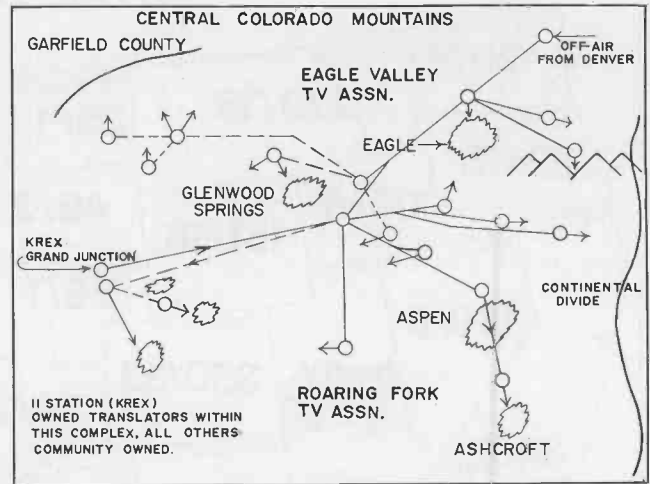 CENTRAL COLORADO MOUNTAINS
GARFIELD COUNTY
OFF-AIR
FROM DENVER
EAGLE VALLEY
TV ASSN.
EAGLE
GLENWOOD
SPRINGS
KREX
GRAND JUNCTION
CONTINENTAL
DIVIDE
ASPEN
ROARING FORK
TV ASSN.
11 STATION (KREX)
OWNED TRANSLATORS WITHIN
THIS COMPLEX, ALL OTHERS
COMMUNITY OWNED.
ASHCROFT